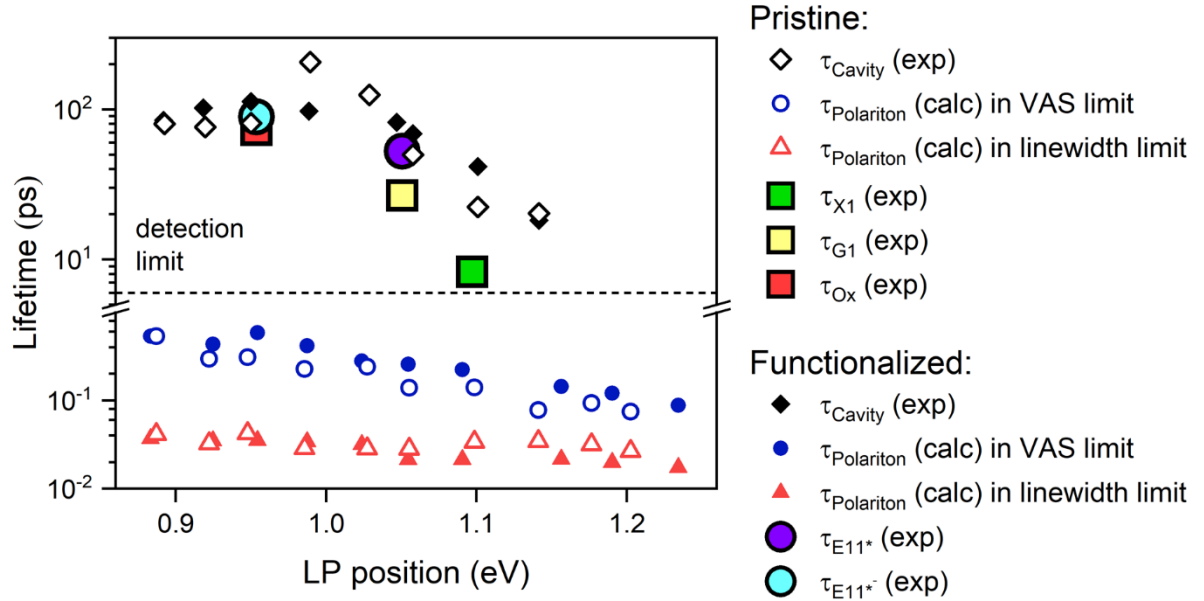 Lifetime (ps)
10²
10¹
10⁻¹
10⁻²
detection
limit
0.9 1.0 1.1 1.2
LP position (eV)
Pristine:
τCavity (exp)
τPolariton (calc) in VAS limit
τPolariton (calc) in linewidth limit
τX1 (exp)
τG1 (exp)
τOx (exp)
Functionalized:
τCavity (exp)
τPolariton (calc) in VAS limit
τPolariton (calc) in linewidth limit
τE11* (exp)
τE11*⁻ (exp)